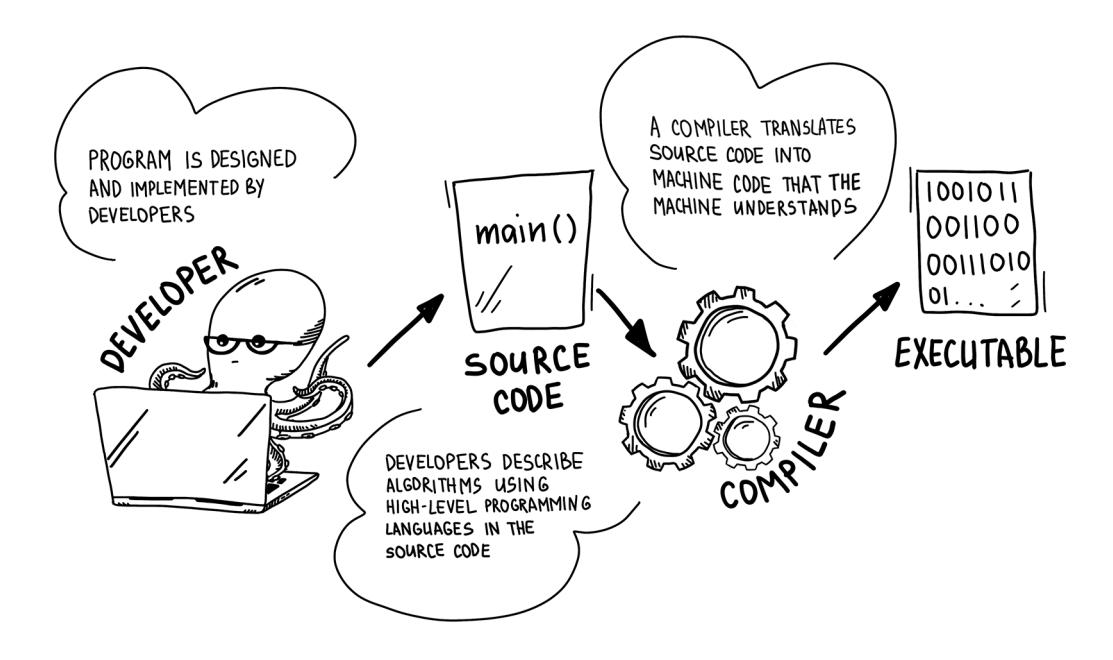 PROGRAM IS DESIGNED
AND IMPLEMENTED BY
DEVELOPERS
DEVELOPER
main()
SOURCE
CODE
DEVELOPERS DESCRIBE
ALGORITHMS USING
HIGH-LEVEL PROGRAMMING
LANGUAGES IN THE
SOURCE CODE
A COMPILER TRANSLATES
SOURCE CODE INTO
MACHINE CODE THAT THE
MACHINE UNDERSTANDS
COMPILER
1001011
001100
00111010
01...
EXECUTABLE